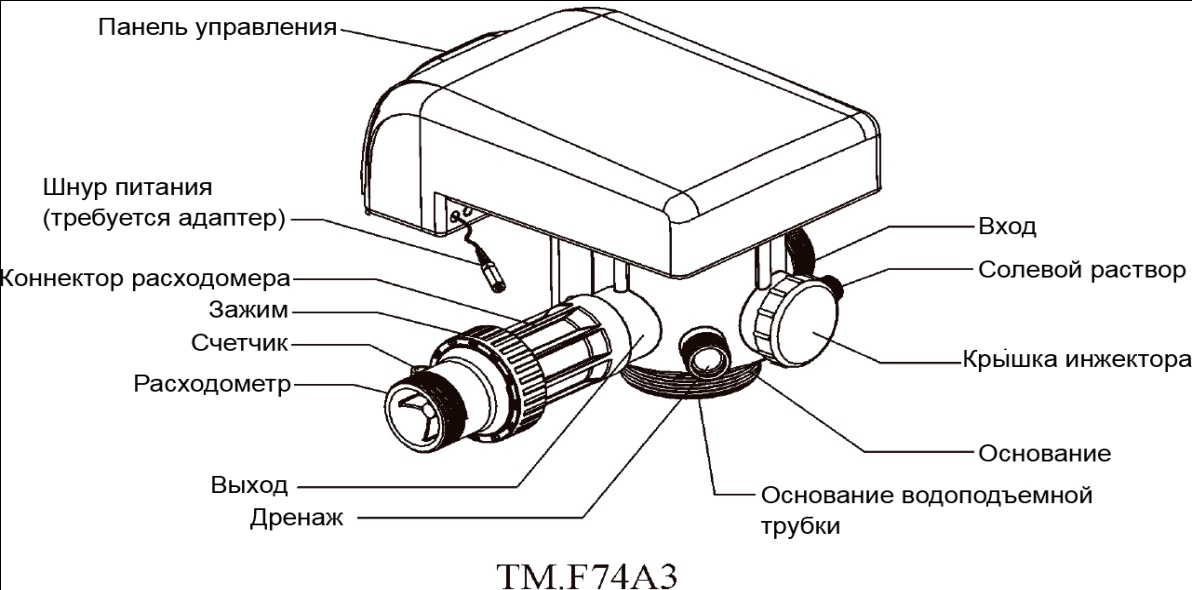 Панель управления
Шнур питания
(требуется адаптер)
Коннектор расходомера
Зажим
Счетчик
Расходометр
Выход
Дренаж
Вход
Солевой раствор
Крышка инжектора
Основание
Основание водоподъемной
трубки
TM.F74A3